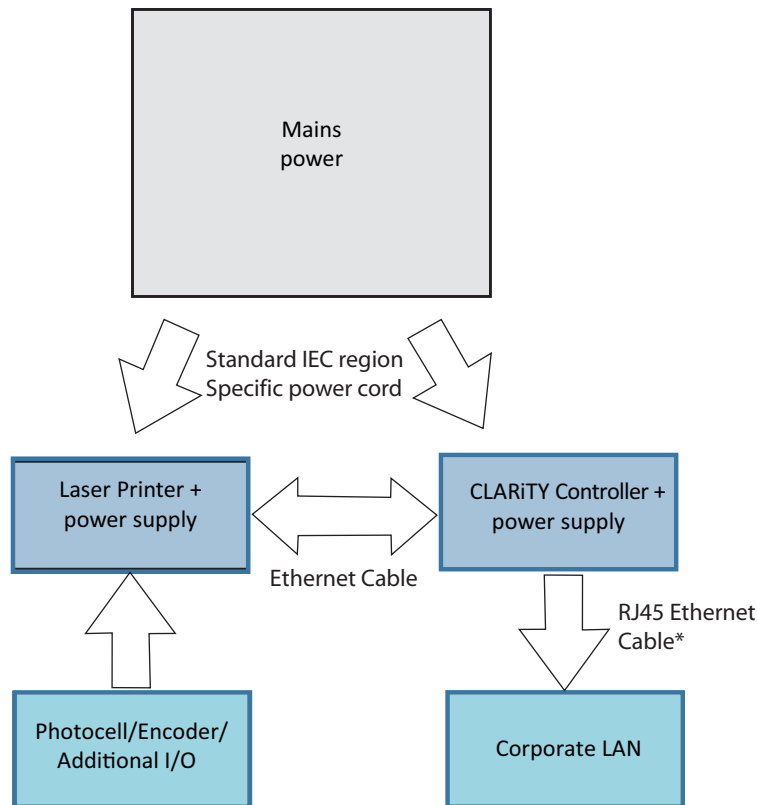 Mains
power
Standard IEC region
Specific power cord
Laser Printer +
power supply
CLARiTY Controller +
power supply
Ethernet Cable
RJ45 Ethernet
Cable*
Photocell/Encoder/
Additional I/O
Corporate LAN